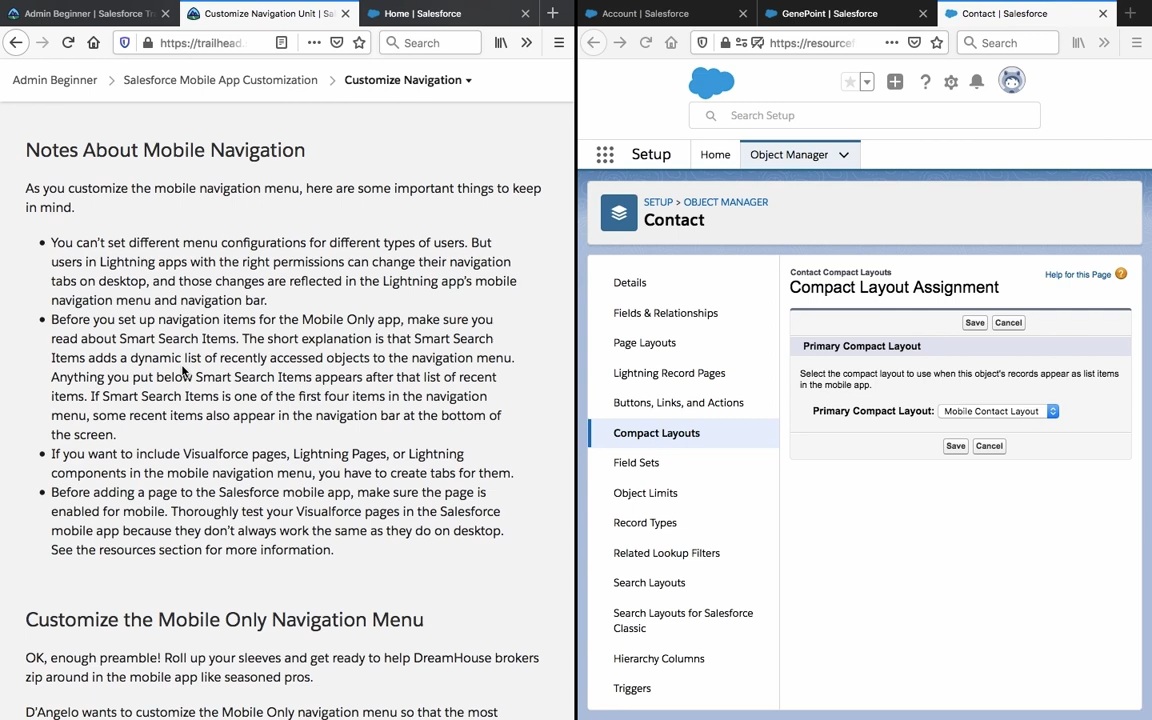 Admin Beginner | Salesforce Tr
Customize Navigation Unit | Sa
Home | Salesforce
https://trailhead.
Search
Admin Beginner > Salesforce Mobile App Customization > Customize Navigation
Notes About Mobile Navigation
As you customize the mobile navigation menu, here are some important things to keep
in mind.
• You can't set different menu configurations for different types of users. But
users in Lightning apps with the right permissions can change their navigation
tabs on desktop, and those changes are reflected in the Lightning app's mobile
navigation menu and navigation bar.
• Before you set up navigation items for the Mobile Only app, make sure you
read about Smart Search Items. The short explanation is that Smart Search
Items adds a dynamic list of recently accessed objects to the navigation menu.
Anything you put below Smart Search Items appears after that list of recent
items. If Smart Search Items is one of the first four items in the navigation
menu, some recent items also appear in the navigation bar at the bottom of
the screen.
• If you want to include Visualforce pages, Lightning Pages, or Lightning
components in the mobile navigation menu, you have to create tabs for them.
• Before adding a page to the Salesforce mobile app, make sure the page is
enabled for mobile. Thoroughly test your Visualforce pages in the Salesforce
mobile app because they don't always work the same as they do on desktop.
See the resources section for more information.
Customize the Mobile Only Navigation Menu
OK, enough preamble! Roll up your sleeves and get ready to help DreamHouse brokers
zip around in the mobile app like seasoned pros.
D'Angelo wants to customize the Mobile Only navigation menu so that the most
Account | Salesforce
GenePoint | Salesforce
Contact | Salesforce
https://resourcef
Search
Search Setup
Setup
Home
Object Manager
SETUP > OBJECT MANAGER
Contact
Details
Fields & Relationships
Page Layouts
Lightning Record Pages
Buttons, Links, and Actions
Compact Layouts
Field Sets
Object Limits
Record Types
Related Lookup Filters
Search Layouts
Search Layouts for Salesforce
Classic
Hierarchy Columns
Triggers
Contact Compact Layouts
Compact Layout Assignment
Help for this Page
Save Cancel
Primary Compact Layout
Select the compact layout to use when this object's records appear as list items
in the mobile app.
Primary Compact Layout: Mobile Contact Layout
Save Cancel